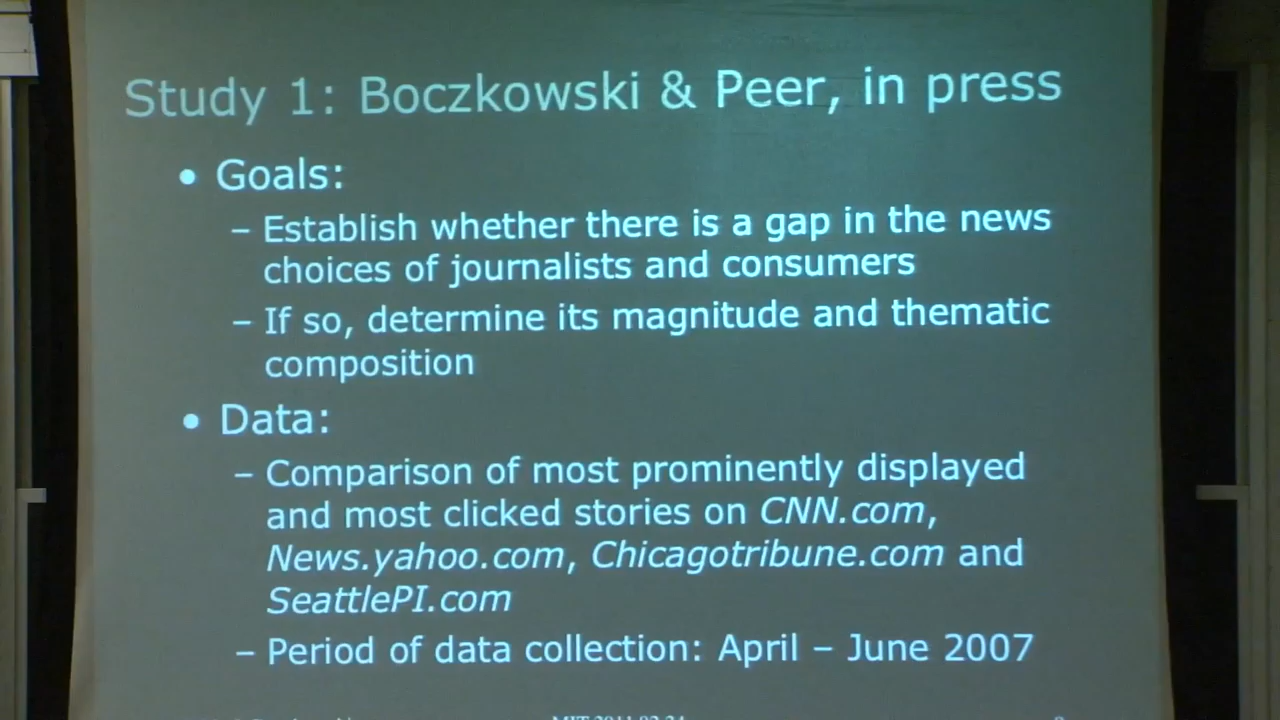 Study 1: Boczkowski & Peer, in press
• Goals:
– Establish whether there is a gap in the news
choices of journalists and consumers
– If so, determine its magnitude and thematic
composition
• Data:
– Comparison of most prominently displayed
and most clicked stories on CNN.com,
News.yahoo.com, Chicagotribune.com and
SeattlePI.com
– Period of data collection: April – June 2007